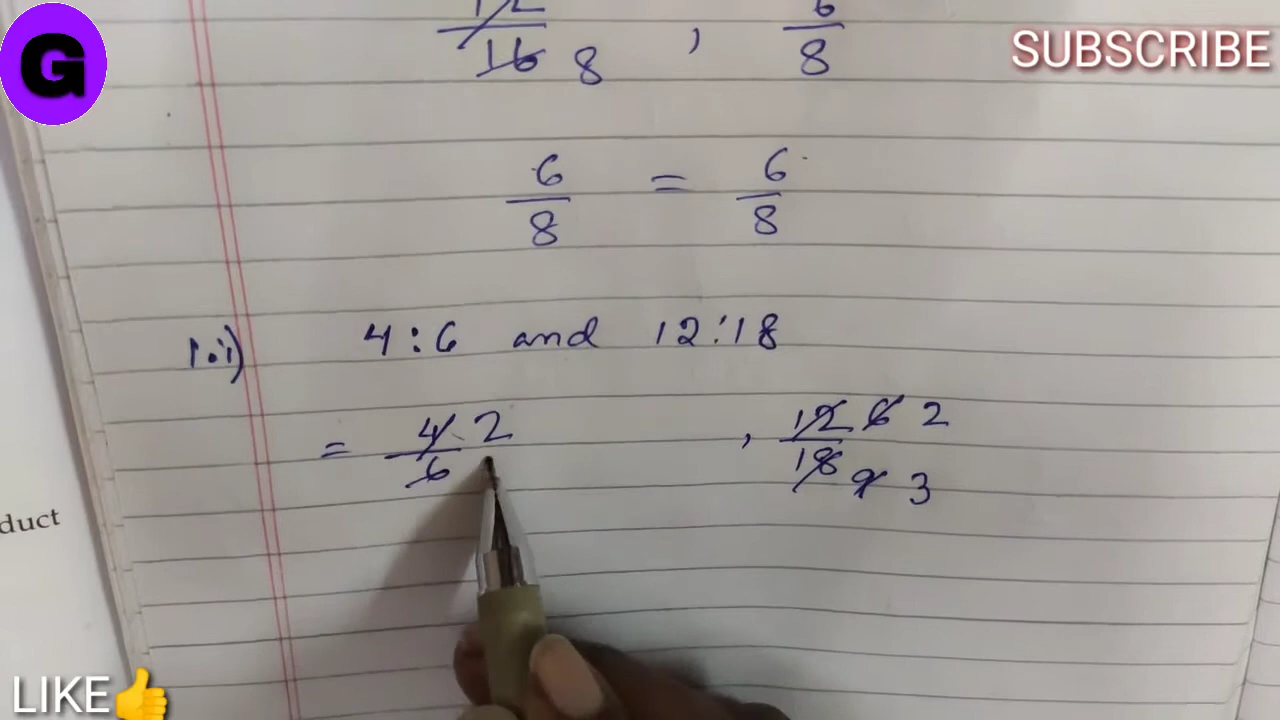 G
SUBSCRIBE
12
16 8 , 6
8
6 = 6
8 8
4:6 and 12:18
= 4 2 , 12 6 2
6 18 9 3
duct
LIKE